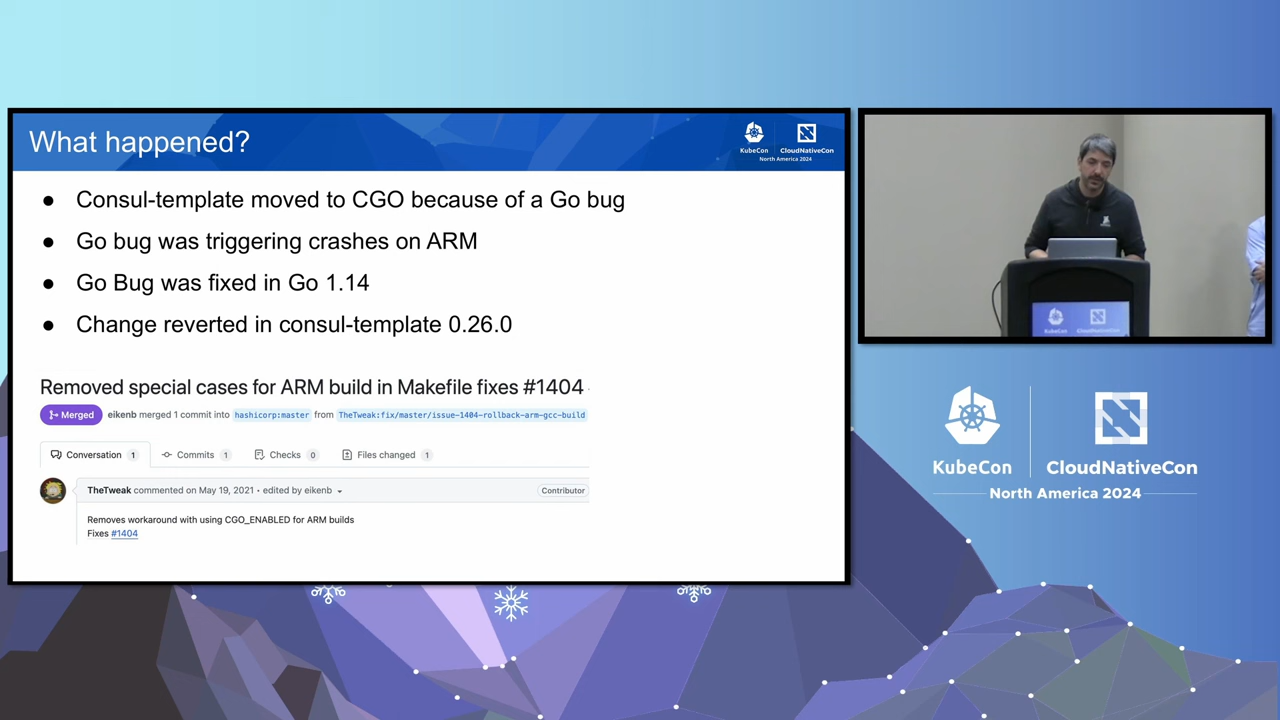 What happened?
KubeCon
CloudNativeCon
North America 2024
● Consul-template moved to CGO because of a Go bug
● Go bug was triggering crashes on ARM
● Go Bug was fixed in Go 1.14
● Change reverted in consul-template 0.26.0
Removed special cases for ARM build in Makefile fixes #1404
Merged eikenb merged 1 commit into hashicorp:master from TheTweak:fix/master/issue-1404-rollback-arm-gcc-build
Conversation 1 Commits 1 Checks 0 Files changed 1
TheTweak commented on May 19, 2021 • edited by eikenb Contributor
Removes workaround with using CGO_ENABLED for ARM builds
Fixes #1404
KubeCon CloudNativeCon
KubeCon CloudNativeCon
North America 2024